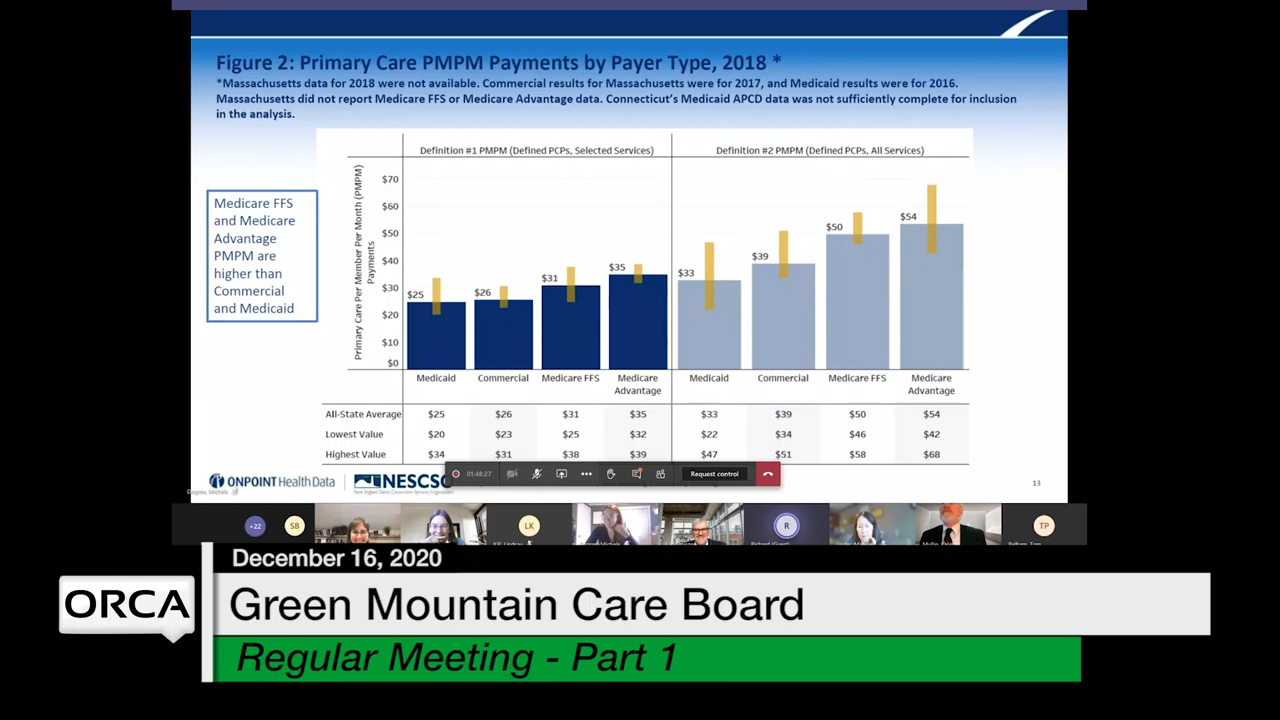 Figure 2: Primary Care PMPM Payments by Payer Type, 2018 *
*Massachusetts data for 2018 were not available. Commercial results for Massachusetts were for 2017, and Medicaid results were for 2016.
Massachusetts did not report Medicare FFS or Medicare Advantage data. Connecticut's Medicaid APCD data was not sufficiently complete for inclusion
in the analysis.
Medicare FFS
and Medicare
Advantage
PMPM are
higher than
Commercial
and Medicaid
Definition #1 PMPM (Defined PCPs, Selected Services) Definition #2 PMPM (Defined PCPs, All Services)
Primary Care Per Member Per Month (PMPM)
Payments
$70
$60
$50
$40
$30
$20
$10
$0
$25 $26 $31 $35 $33 $39 $50 $54
Medicaid Commercial Medicare FFS Medicare Medicaid Commercial Medicare FFS Medicare
Advantage Advantage
All-State Average $25 $26 $31 $35 $33 $39 $50 $54
Lowest Value $20 $23 $25 $32 $22 $34 $46 $42
Highest Value $34 $31 $38 $39 $47 $51 $58 $68
01:48:27 Request control
ONPOINT Health Data NESCSO 13
+22 SB LK R TP
December 16, 2020
ORCA
Green Mountain Care Board
Regular Meeting - Part 1